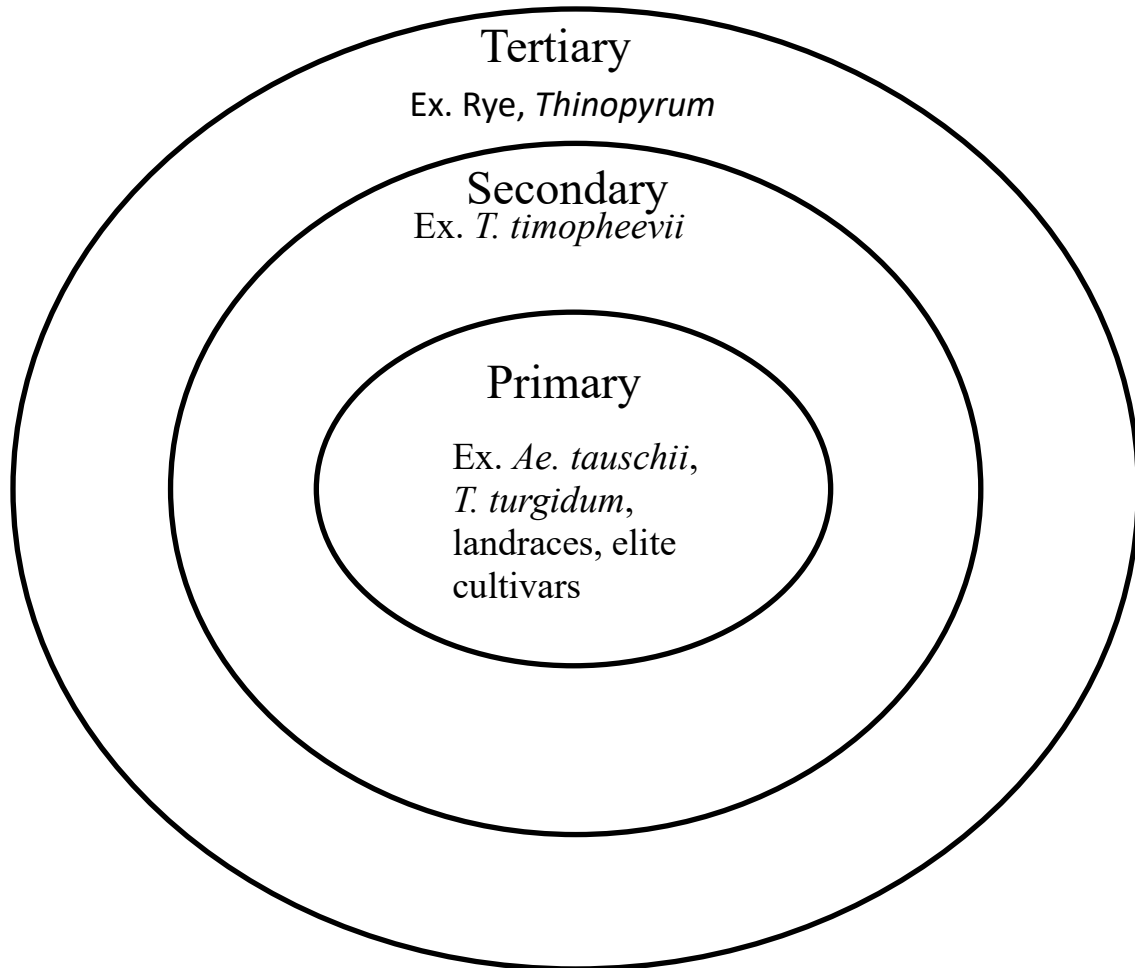 Tertiary
Ex. Rye, Thinopyrum
Secondary
Ex. T. timopheevii
Primary
Ex. Ae. tauschii,
T. turgidum,
landraces, elite
cultivars